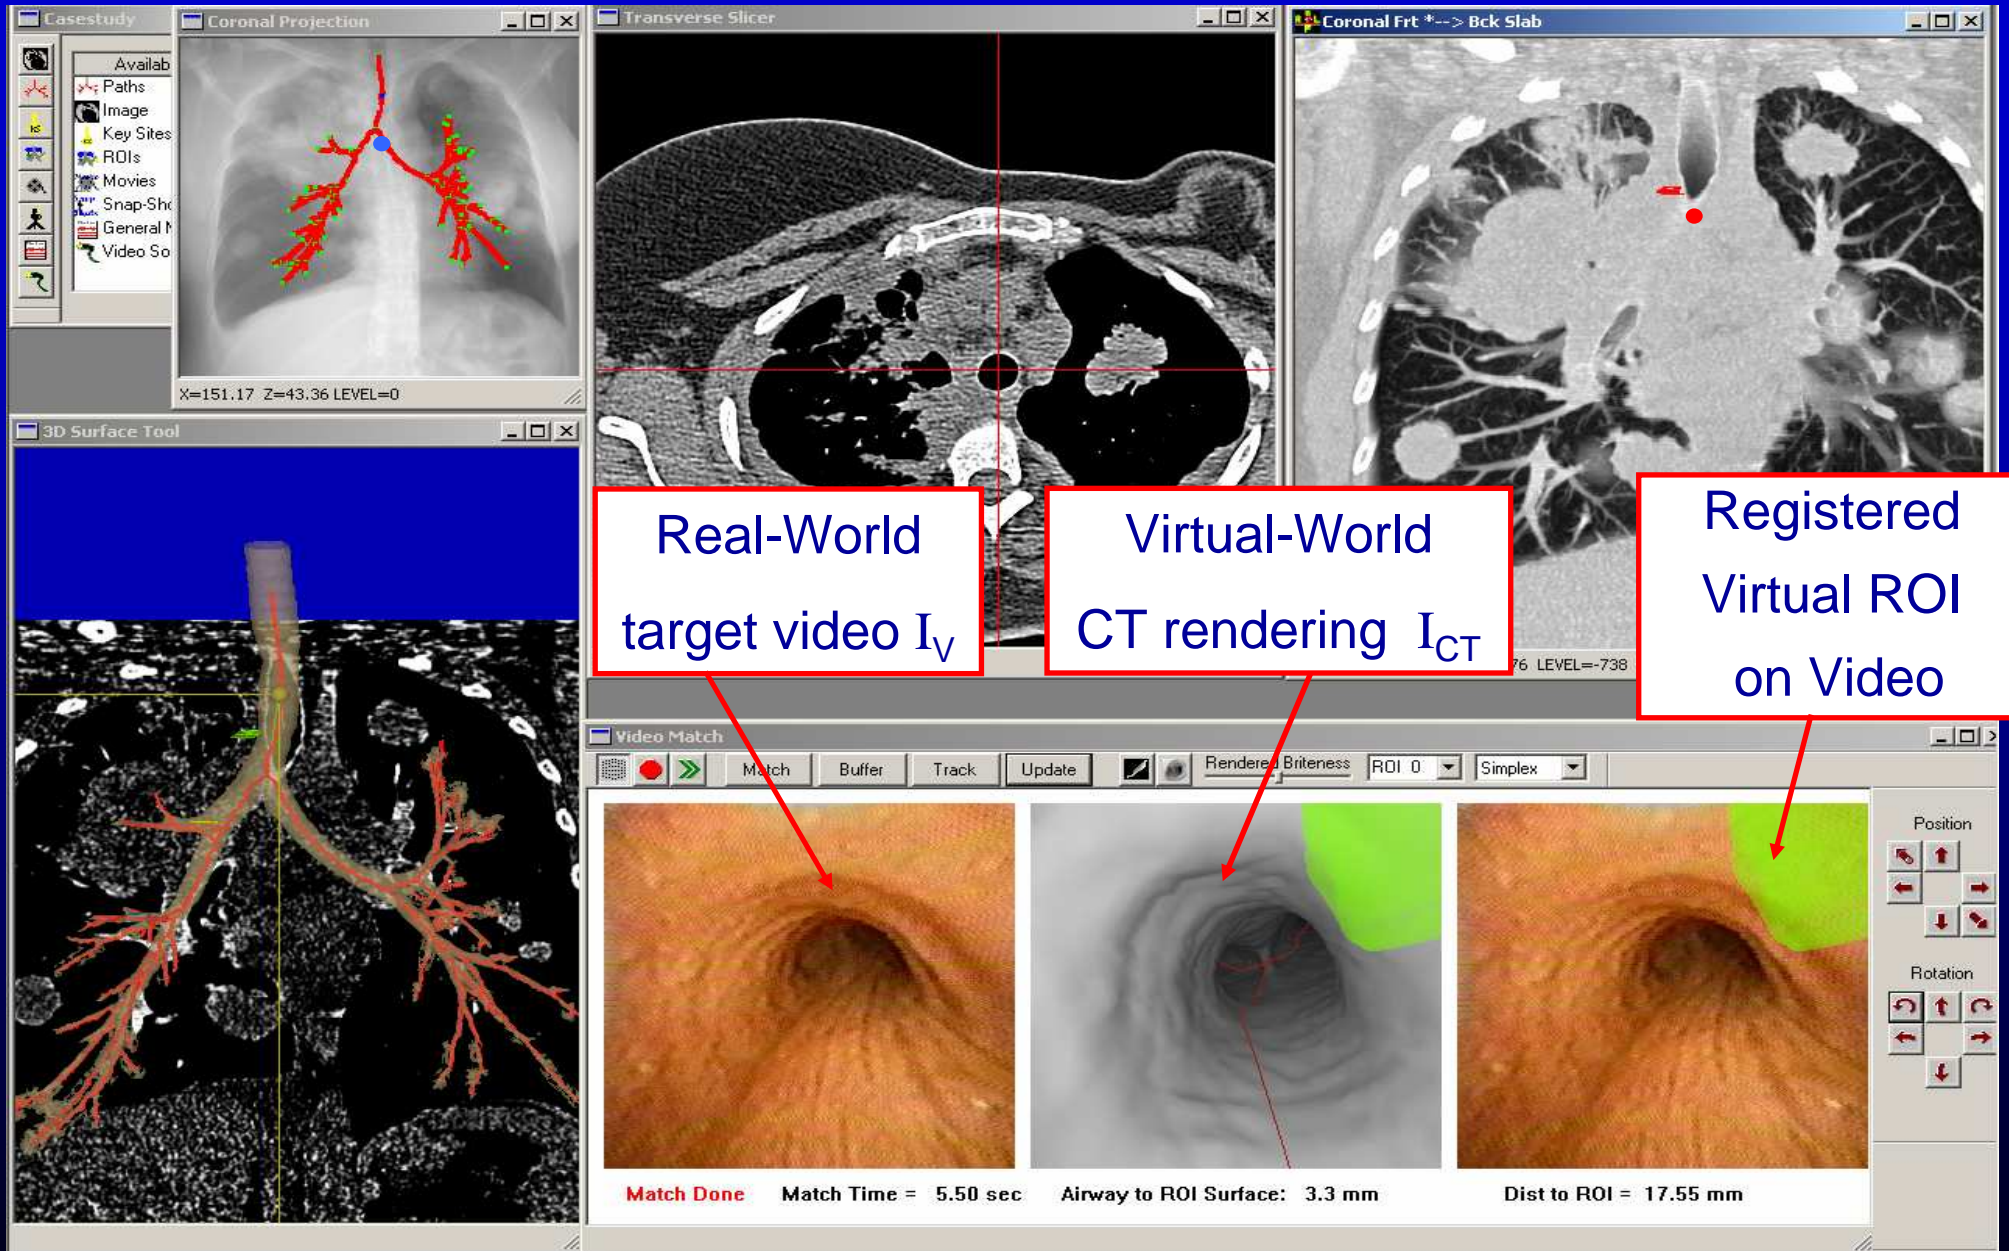 Casestudy
Availab
Paths
Image
Key Sites
ROIs
Movies
Snap-Sho
General N
Video So
Coronal Projection
X=151.17 Z=43.36 LEVEL=0
Transverse Slicer
Coronal Frt *--> Bck Slab
76 LEVEL=-738
3D Surface Tool
Real-World
target video I_V
Virtual-World
CT rendering I_CT
Registered
Virtual ROI
on Video
Video Match
Match Buffer Track Update Rendered Briteness ROI 0 Simplex
Position
Rotation
Match Done Match Time = 5.50 sec Airway to ROI Surface: 3.3 mm Dist to ROI = 17.55 mm